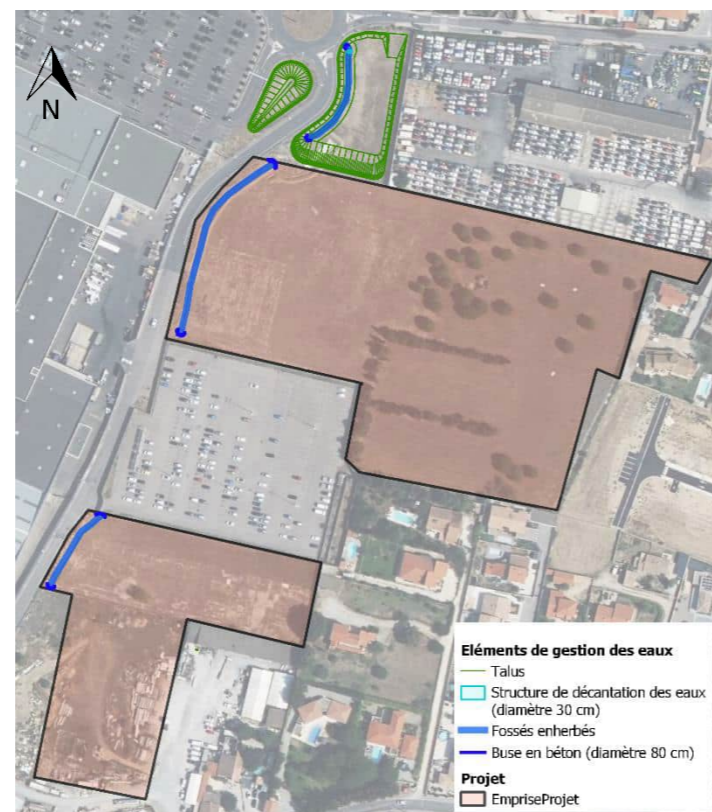 N
Eléments de gestion des eaux
Talus
Structure de décantation des eaux
(diamètre 30 cm)
Fossés enherbés
Buse en béton (diamètre 80 cm)
Projet
EmpriseProjet